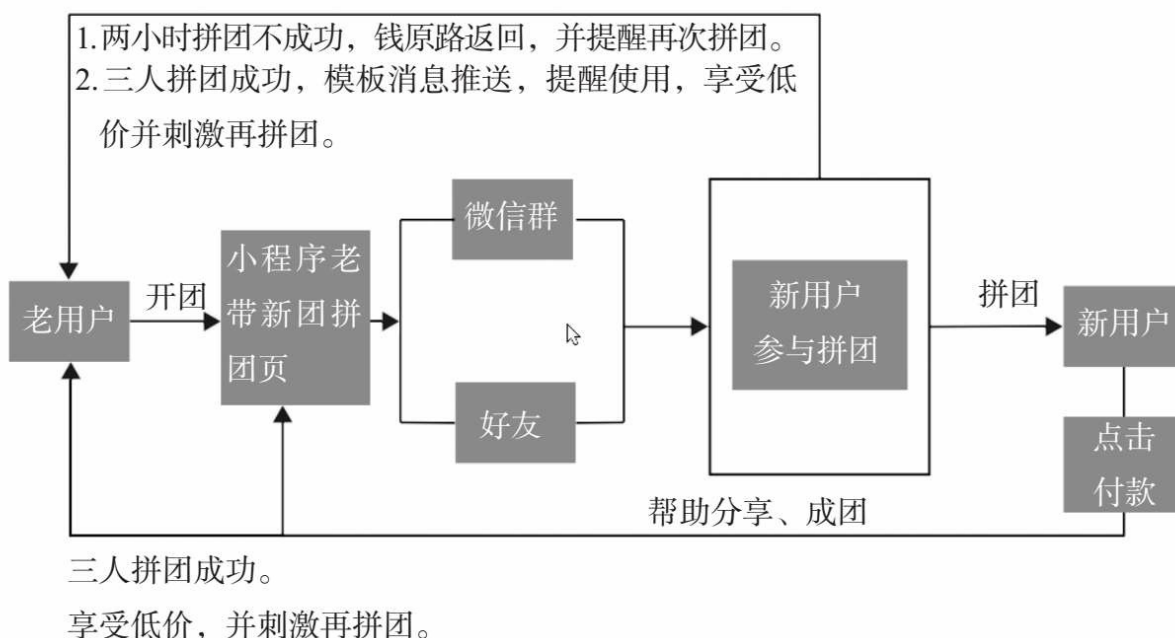 1.两小时拼团不成功，钱原路返回，并提醒再次拼团。
2.三人拼团成功，模板消息推送，提醒使用，享受低
价并刺激再拼团。
老用户
开团
小程序老
带新团拼
团页
微信群
好友
新用户
参与拼团
拼团
新用户
点击
付款
帮助分享、成团
三人拼团成功。
享受低价，并刺激再拼团。